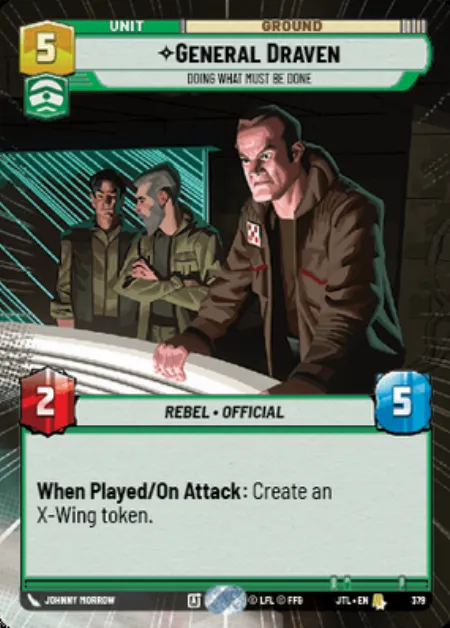 UNIT
GROUND
5
GENERAL DRAVEN
DOING WHAT MUST BE DONE
2
REBEL • OFFICIAL
5
When Played/On Attack: Create an
X-Wing token.
JOHNNY MORROW
© LFL © FFG
JTL • EN
379